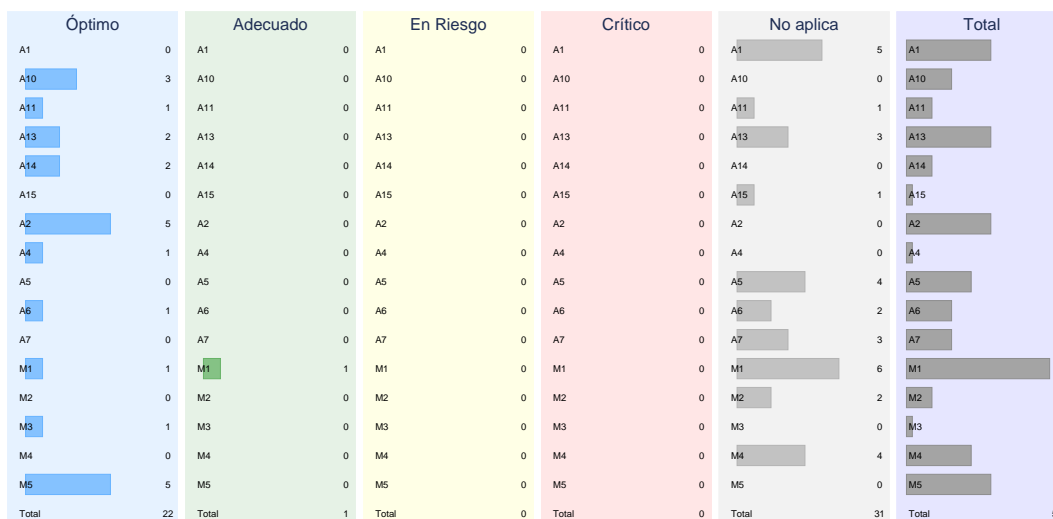 Óptimo Adecuado En Riesgo Crítico No aplica Total
A1 0 A1 0 A1 0 A1 0 A1 5 A1
A10 3 A10 0 A10 0 A10 0 A10 0 A10
A11 1 A11 0 A11 0 A11 0 A11 1 A11
A13 2 A13 0 A13 0 A13 0 A13 3 A13
A14 2 A14 0 A14 0 A14 0 A14 0 A14
A15 0 A15 0 A15 0 A15 0 A15 1 A15
A2 5 A2 0 A2 0 A2 0 A2 0 A2
A4 1 A4 0 A4 0 A4 0 A4 0 A4
A5 0 A5 0 A5 0 A5 0 A5 4 A5
A6 1 A6 0 A6 0 A6 0 A6 2 A6
A7 0 A7 0 A7 0 A7 0 A7 3 A7
M1 1 M1 1 M1 0 M1 0 M1 6 M1
M2 0 M2 0 M2 0 M2 0 M2 2 M2
M3 1 M3 0 M3 0 M3 0 M3 0 M3
M4 0 M4 0 M4 0 M4 0 M4 4 M4
M5 5 M5 0 M5 0 M5 0 M5 0 M5
Total 22 Total 1 Total 0 Total 0 Total 31 Total